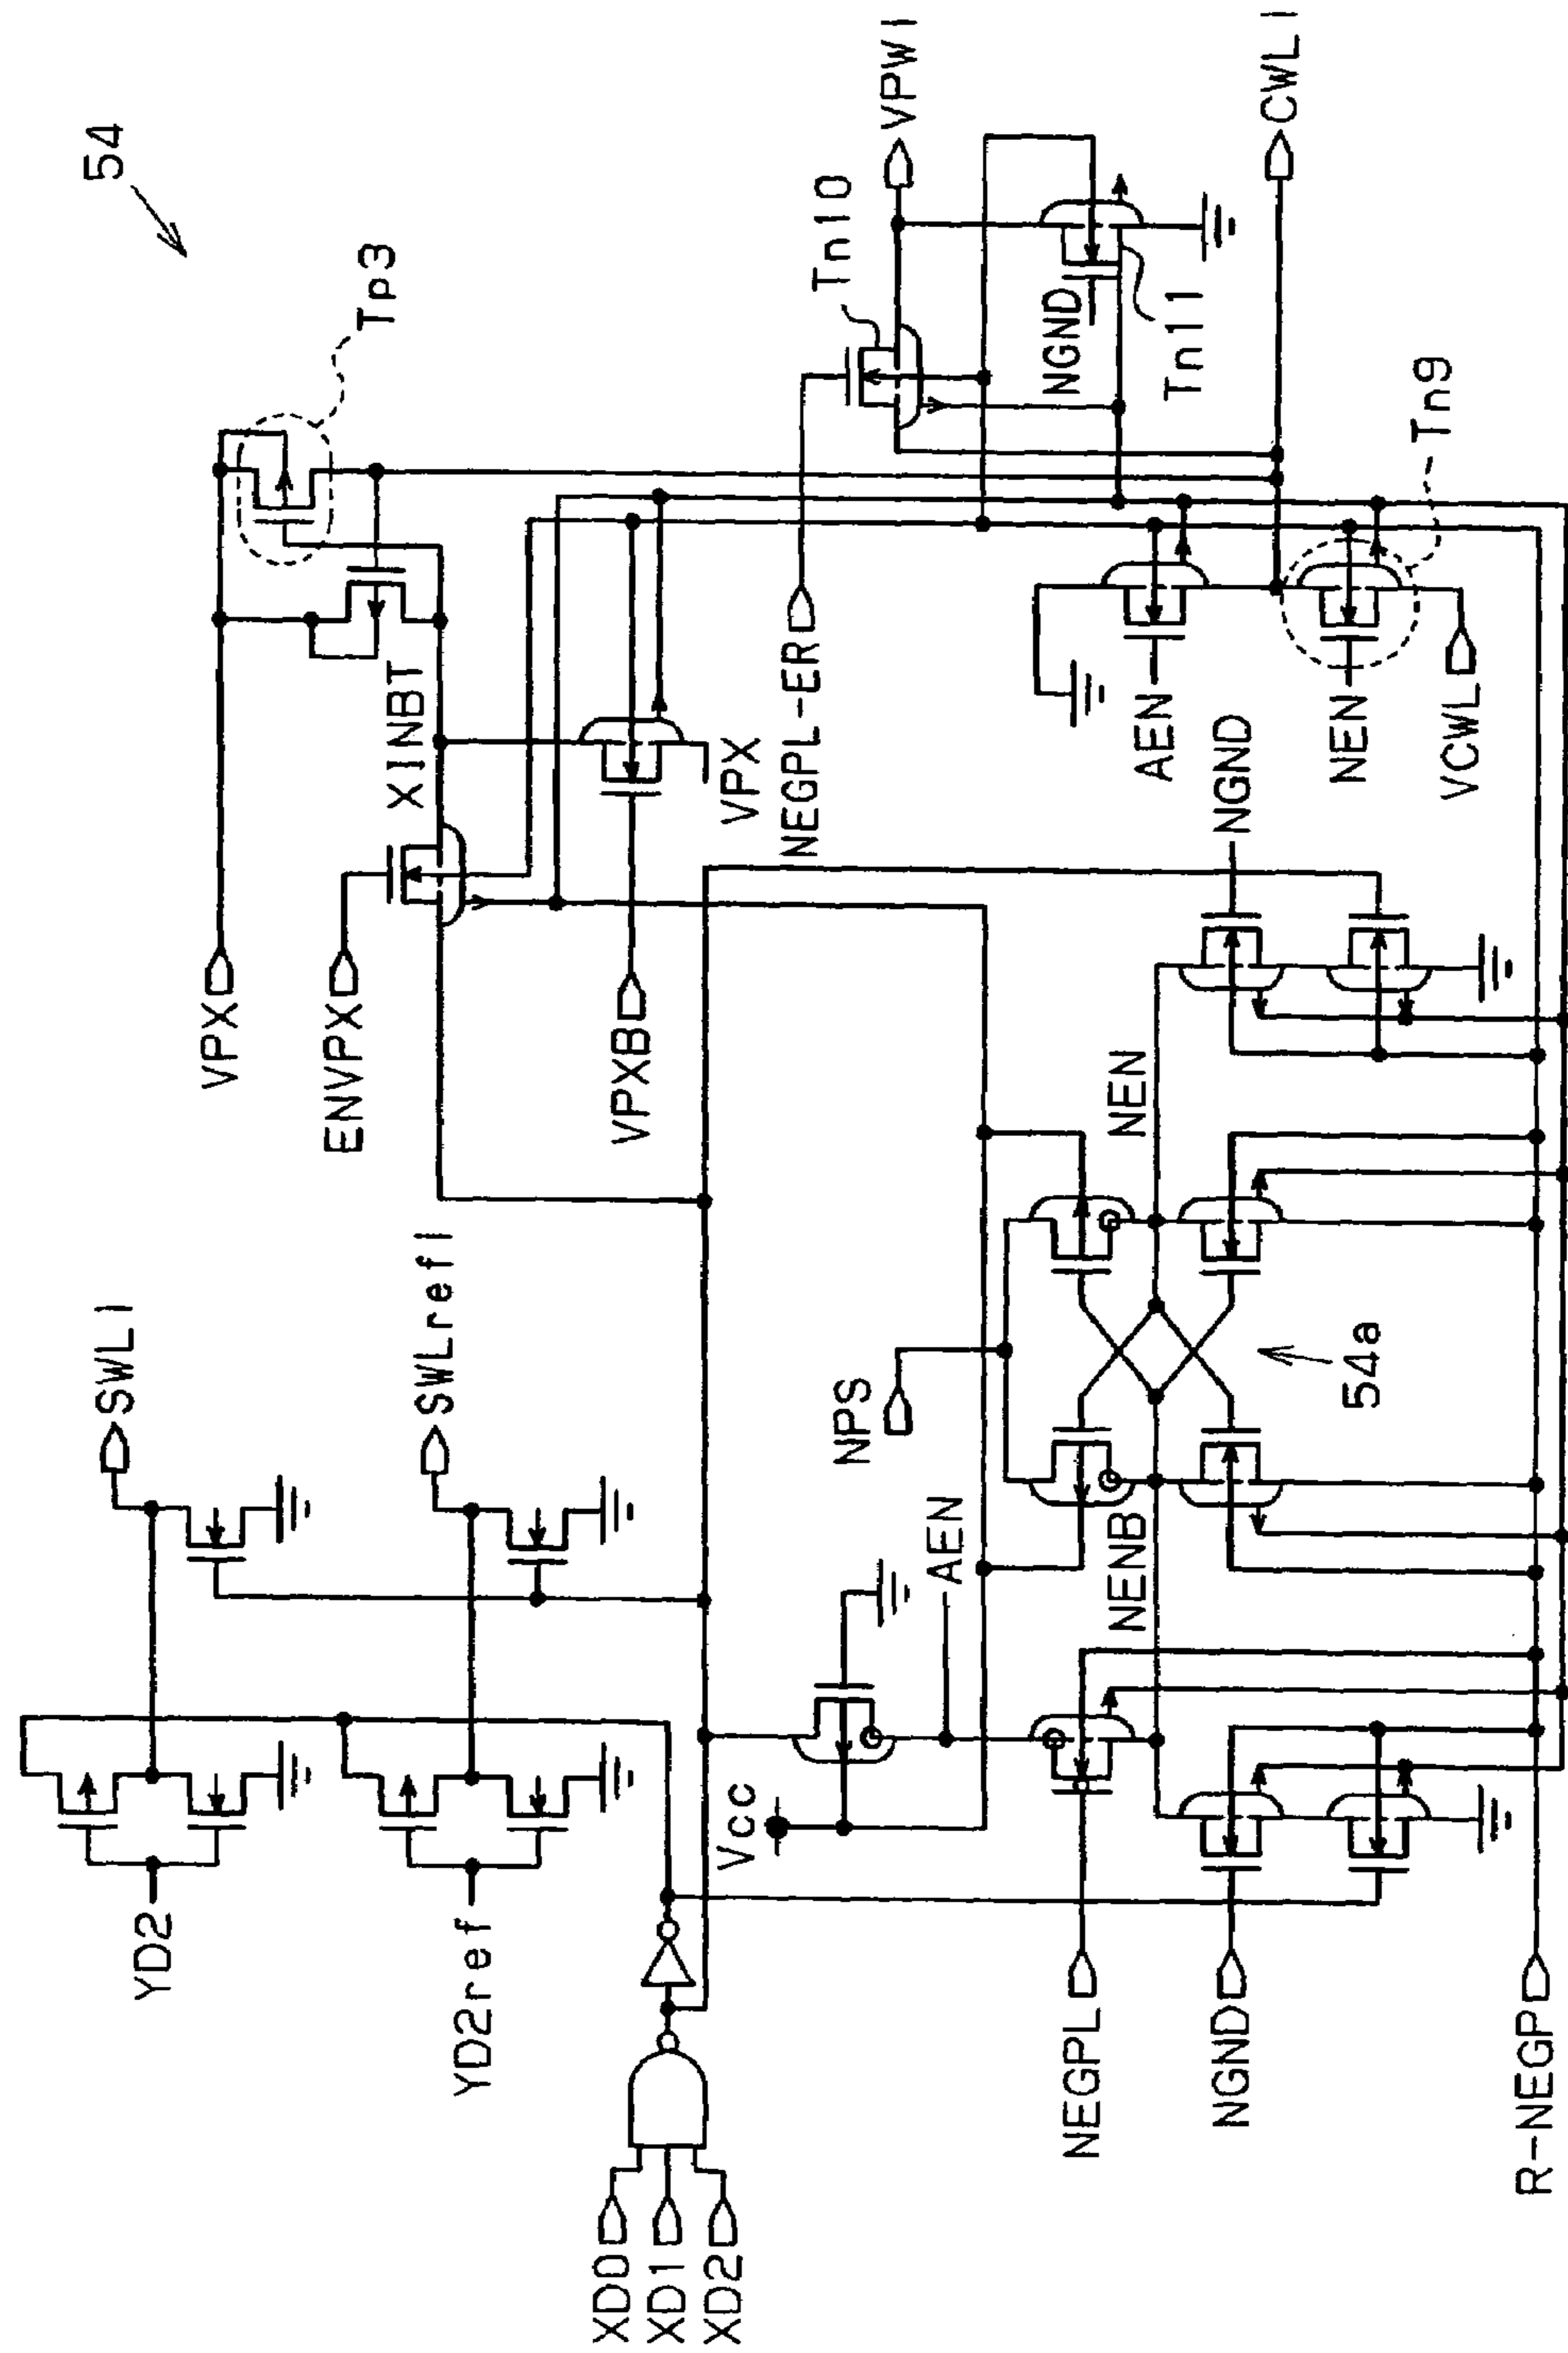 54
YD2
SWLI
YD2ref
SWLrefI
XD0
XD1
XD2
VPX
Tp3
ENVPX
XINBT
VPXB
VPX
NEGPL-ER
Tn10
VPWI
NGND
Tn11
CWLI
Vcc
AEN
NPS
NENB
NEN
54a
NGND
AEN
NEN
Tn9
VCWL
NEGPL
NGND
R-NEGP